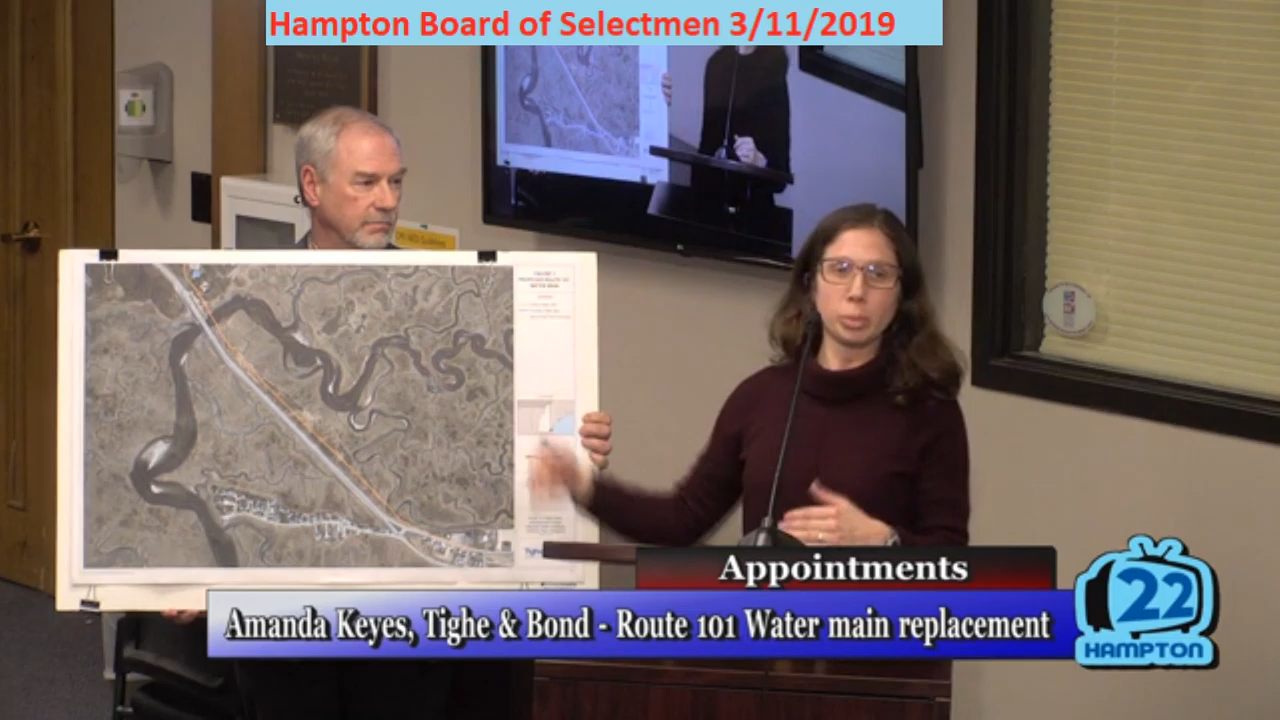 Hampton Board of Selectmen 3/11/2019
Appointments
Amanda Keyes, Tighe & Bond - Route 101 Water main replacement
22
HAMPTON